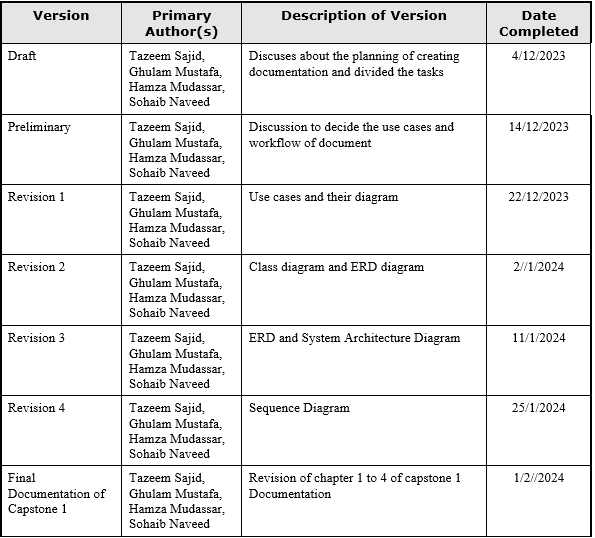 Version Primary Author(s) Description of Version Date Completed
Draft Tazeem Sajid, Discuses about the planning of creating 4/12/2023
Ghulam Mustafa, documentation and divided the tasks
Hamza Mudassar,
Sohaib Naveed
Preliminary Tazeem Sajid, Discussion to decide the use cases and 14/12/2023
Ghulam Mustafa, workflow of document
Hamza Mudassar,
Sohaib Naveed
Revision 1 Tazeem Sajid, Use cases and their diagram 22/12/2023
Ghulam Mustafa,
Hamza Mudassar,
Sohaib Naveed
Revision 2 Tazeem Sajid, Class diagram and ERD diagram 2//1/2024
Ghulam Mustafa,
Hamza Mudassar,
Sohaib Naveed
Revision 3 Tazeem Sajid, ERD and System Architecture Diagram 11/1/2024
Ghulam Mustafa,
Hamza Mudassar,
Sohaib Naveed
Revision 4 Tazeem Sajid, Sequence Diagram 25/1/2024
Ghulam Mustafa,
Hamza Mudassar,
Sohaib Naveed
Final Tazeem Sajid, Revision of chapter 1 to 4 of capstone 1 1/2//2024
Documentation of Ghulam Mustafa, Documentation
Capstone 1 Hamza Mudassar,
Sohaib Naveed